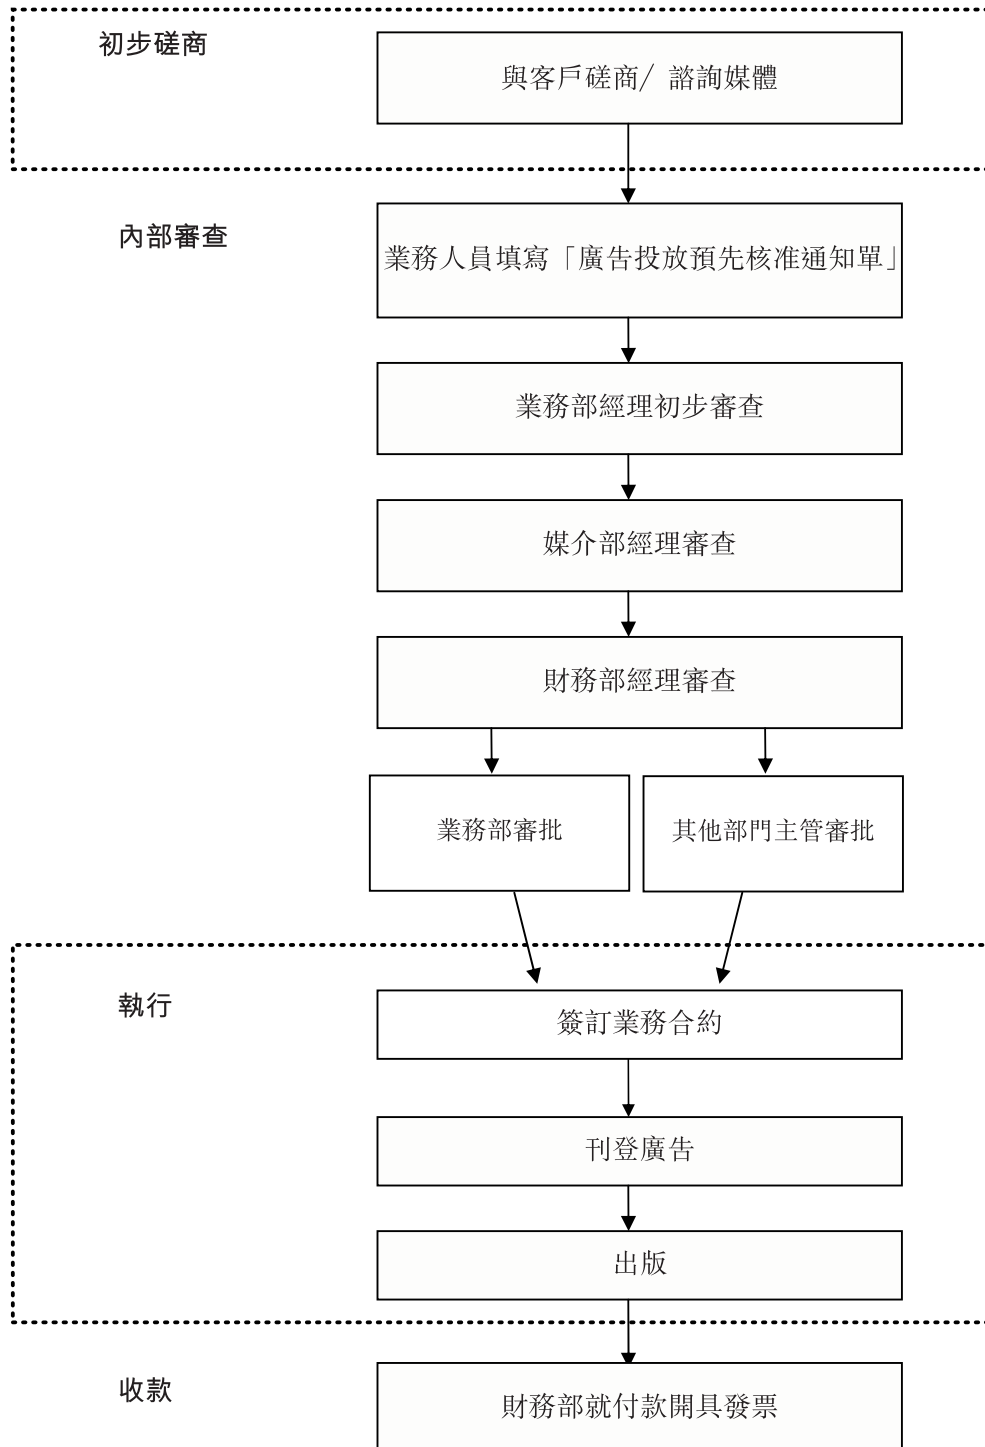 初步磋商
與客戶磋商/ 諮詢媒體
內部審查
業務人員填寫「廣告投放預先核准通知單」
業務部經理初步審查
媒介部經理審查
財務部經理審查
業務部審批
其他部門主管審批
執行
簽訂業務合約
刊登廣告
出版
收款
財務部就付款開具發票